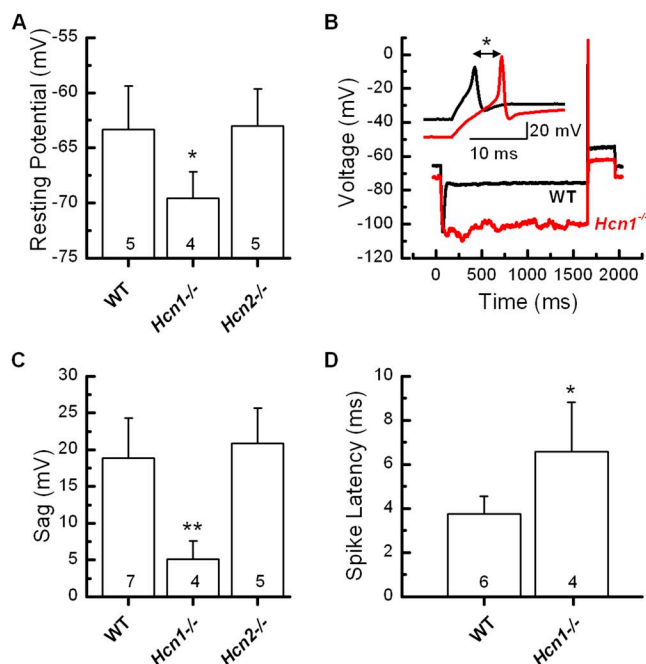 A
Resting Potential (mV)
-55
-60
-65
-70
-75
*
5
4
5
WT
Hcn1-/-
Hcn2-/-
B
Voltage (mV)
0
-20
-40
-60
-80
-100
-120
*
20 mV
10 ms
WT
Hcn1-/-
0
500
1000
1500
2000
Time (ms)
C
Sag (mV)
30
25
20
15
10
5
0
**
7
4
5
WT
Hcn1-/-
Hcn2-/-
D
Spike Latency (ms)
10
8
6
4
2
0
*
6
4
WT
Hcn1-/-